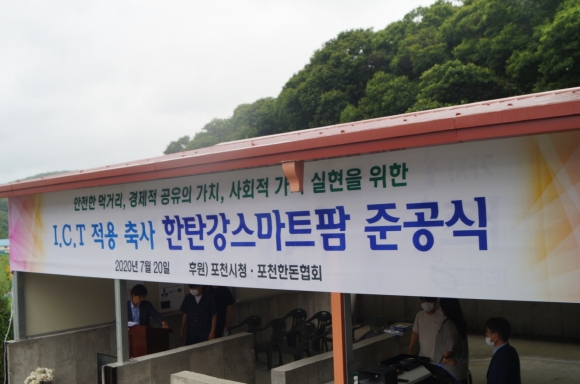 안전한 먹거리, 경제적 공유의 가치, 사회적 가치 실현을 위한
I.C.T 적용 축사 한탄강스마트팜 준공식
2020년 7월 20일 후원) 포천시청 · 포천한돈협회